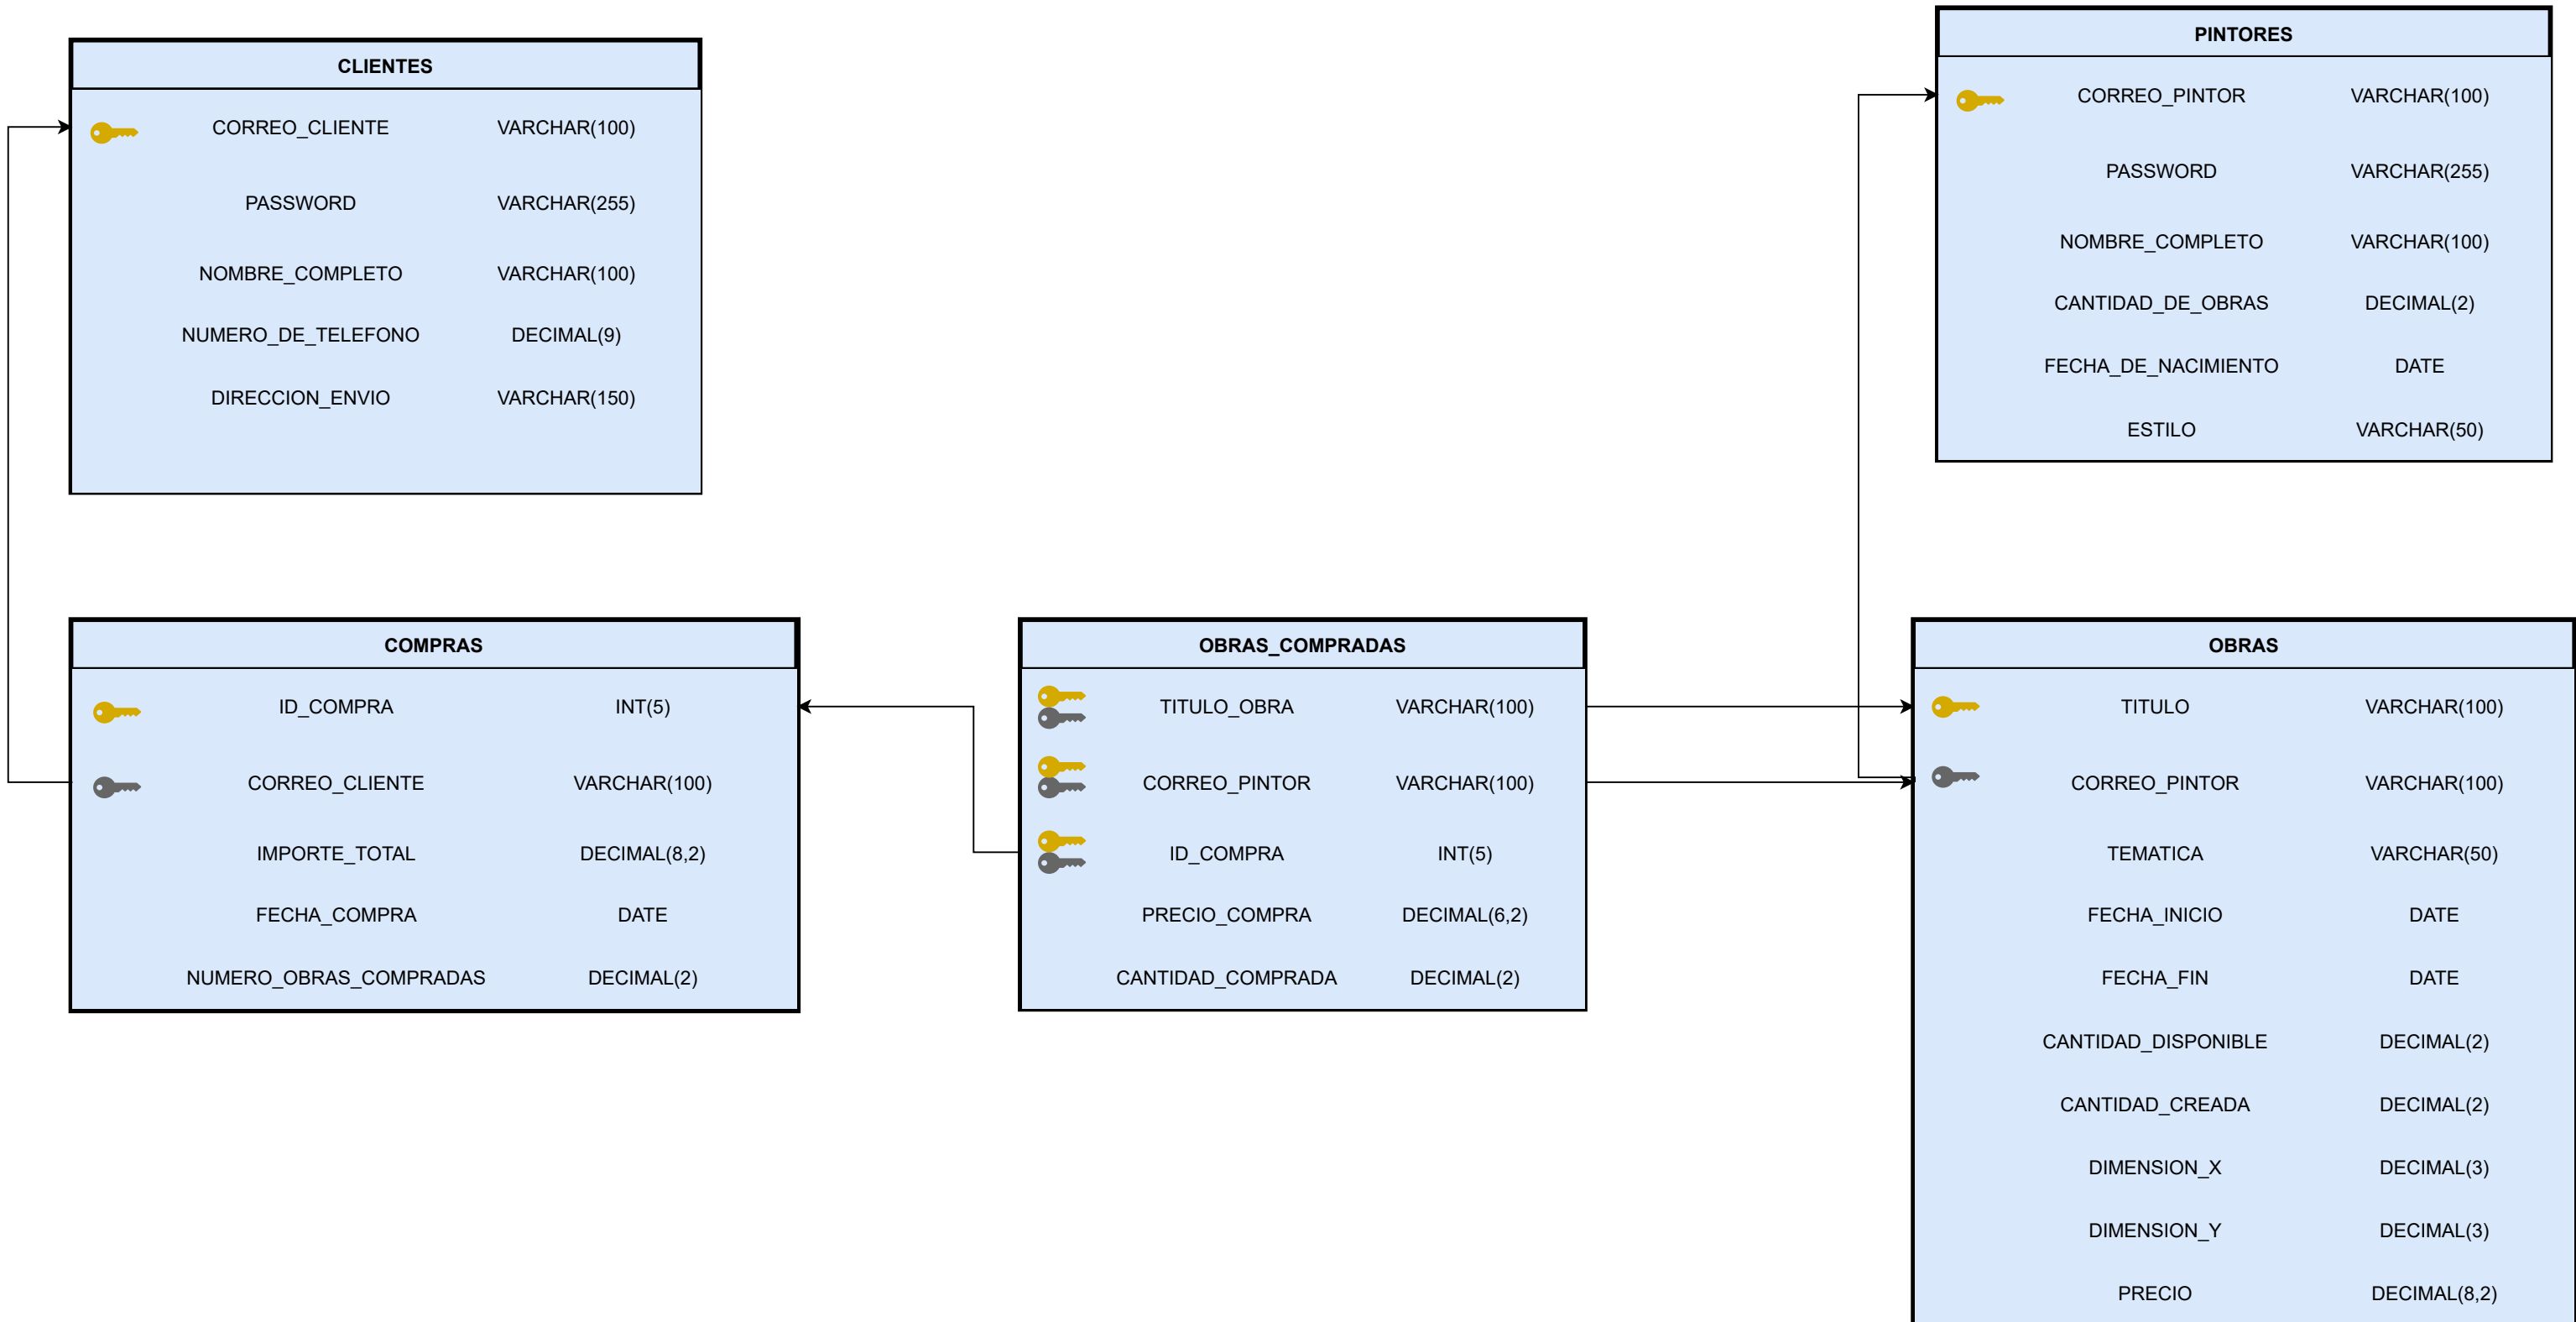 CLIENTES
CORREO_CLIENTE VARCHAR(100)
PASSWORD VARCHAR(255)
NOMBRE_COMPLETO VARCHAR(100)
NUMERO_DE_TELEFONO DECIMAL(9)
DIRECCION_ENVIO VARCHAR(150)
PINTORES
CORREO_PINTOR VARCHAR(100)
PASSWORD VARCHAR(255)
NOMBRE_COMPLETO VARCHAR(100)
CANTIDAD_DE_OBRAS DECIMAL(2)
FECHA_DE_NACIMIENTO DATE
ESTILO VARCHAR(50)
COMPRAS
ID_COMPRA INT(5)
CORREO_CLIENTE VARCHAR(100)
IMPORTE_TOTAL DECIMAL(8,2)
FECHA_COMPRA DATE
NUMERO_OBRAS_COMPRADAS DECIMAL(2)
OBRAS_COMPRADAS
TITULO_OBRA VARCHAR(100)
CORREO_PINTOR VARCHAR(100)
ID_COMPRA INT(5)
PRECIO_COMPRA DECIMAL(6,2)
CANTIDAD_COMPRADA DECIMAL(2)
OBRAS
TITULO VARCHAR(100)
CORREO_PINTOR VARCHAR(100)
TEMATICA VARCHAR(50)
FECHA_INICIO DATE
FECHA_FIN DATE
CANTIDAD_DISPONIBLE DECIMAL(2)
CANTIDAD_CREADA DECIMAL(2)
DIMENSION_X DECIMAL(3)
DIMENSION_Y DECIMAL(3)
PRECIO DECIMAL(8,2)